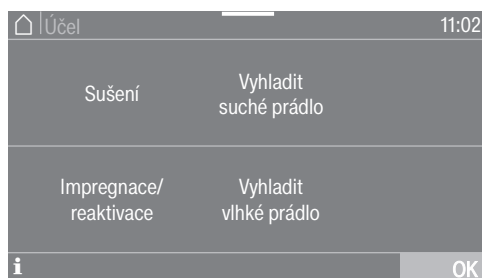 Účel 11:02
Sušení
Vyhladit
suché prádlo
Impregnace/
reaktivace
Vyhladit
vlhké prádlo
i OK